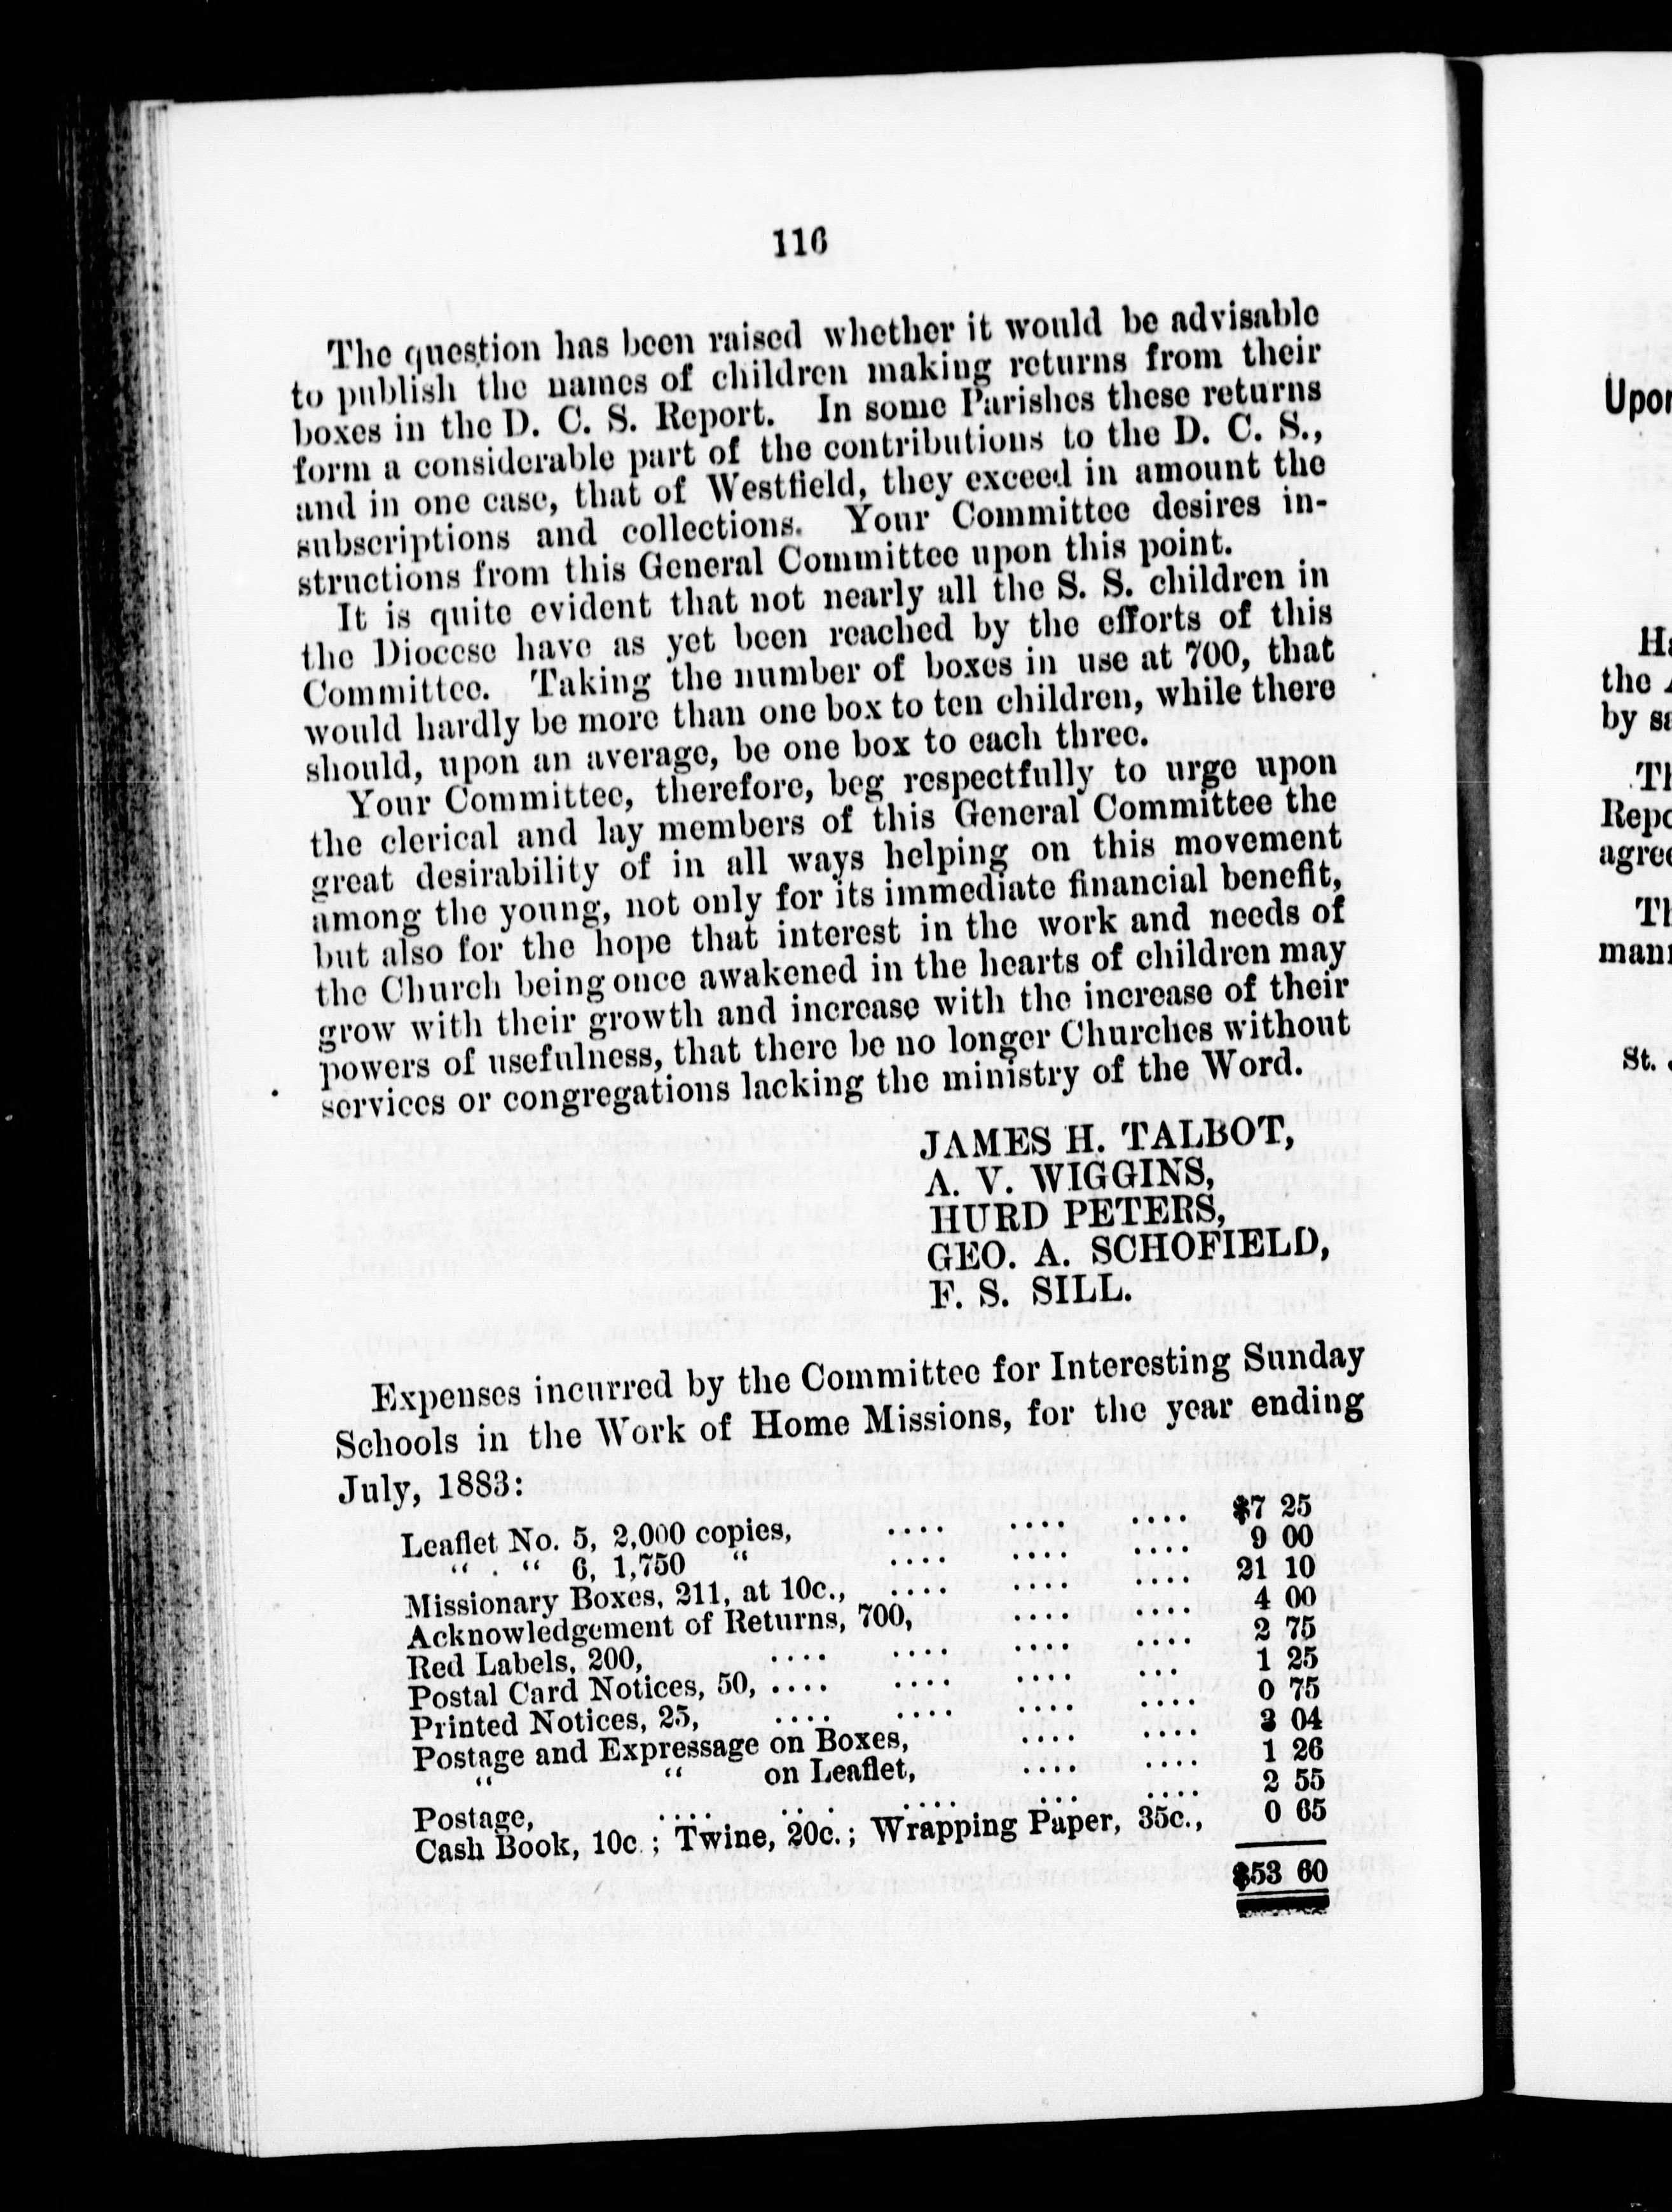 116
The question has been raised whether it would be advisable
to publish the names of children making returns from their
boxes in the D. C. S. Report. In some Parishes these returns
form a considerable part of the contributions to the D. C. S.,
and in one case, that of Westfield, they exceed in amount the
subscriptions and collections. Your Committee desires in-
structions from this General Committee upon this point.
It is quite evident that not nearly all the S. S. children in
the Diocese have as yet been reached by the efforts of this
Committee. Taking the number of boxes in use at 700, that
would hardly be more than one box to ten children, while there
should, upon an average, be one box to each three.
Your Committee, therefore, beg respectfully to urge upon
the clerical and lay members of this General Committee the
great desirability of in all ways helping on this movement
among the young, not only for its immediate financial benefit,
but also for the hope that interest in the work and needs of
the Church being once awakened in the hearts of children may
grow with their growth and increase with the increase of their
powers of usefulness, that there be no longer Churches without
services or congregations lacking the ministry of the Word.
JAMES H. TALBOT,
A. V. WIGGINS,
HURD PETERS,
GEO. A. SCHOFIELD,
F. S. SILL.
Expenses incurred by the Committee for Interesting Sunday
Schools in the Work of Home Missions, for the year ending
July, 1883:
Leaflet No. 5, 2,000 copies, .... .... .... $7 25
" . " 6, 1,750 " .... .... .... 9 00
Missionary Boxes, 211, at 10c., .... .... .... 21 10
Acknowledgement of Returns, 700, .... .... 4 00
Red Labels, 200, .... .... .... .... 2 75
Postal Card Notices, 50, .... .... .... ... 1 25
Printed Notices, 25, .... .... .... .... 0 75
Postage and Expressage on Boxes, .... .... 3 04
" " on Leaflet, .... .... 1 26
Postage, .... .... .... .... .... 2 55
Cash Book, 10c.; Twine, 20c.; Wrapping Paper, 35c., 0 65
$53 60
Upon
Ha
the
by sa
Th
Repo
agree
Th
mann
St.